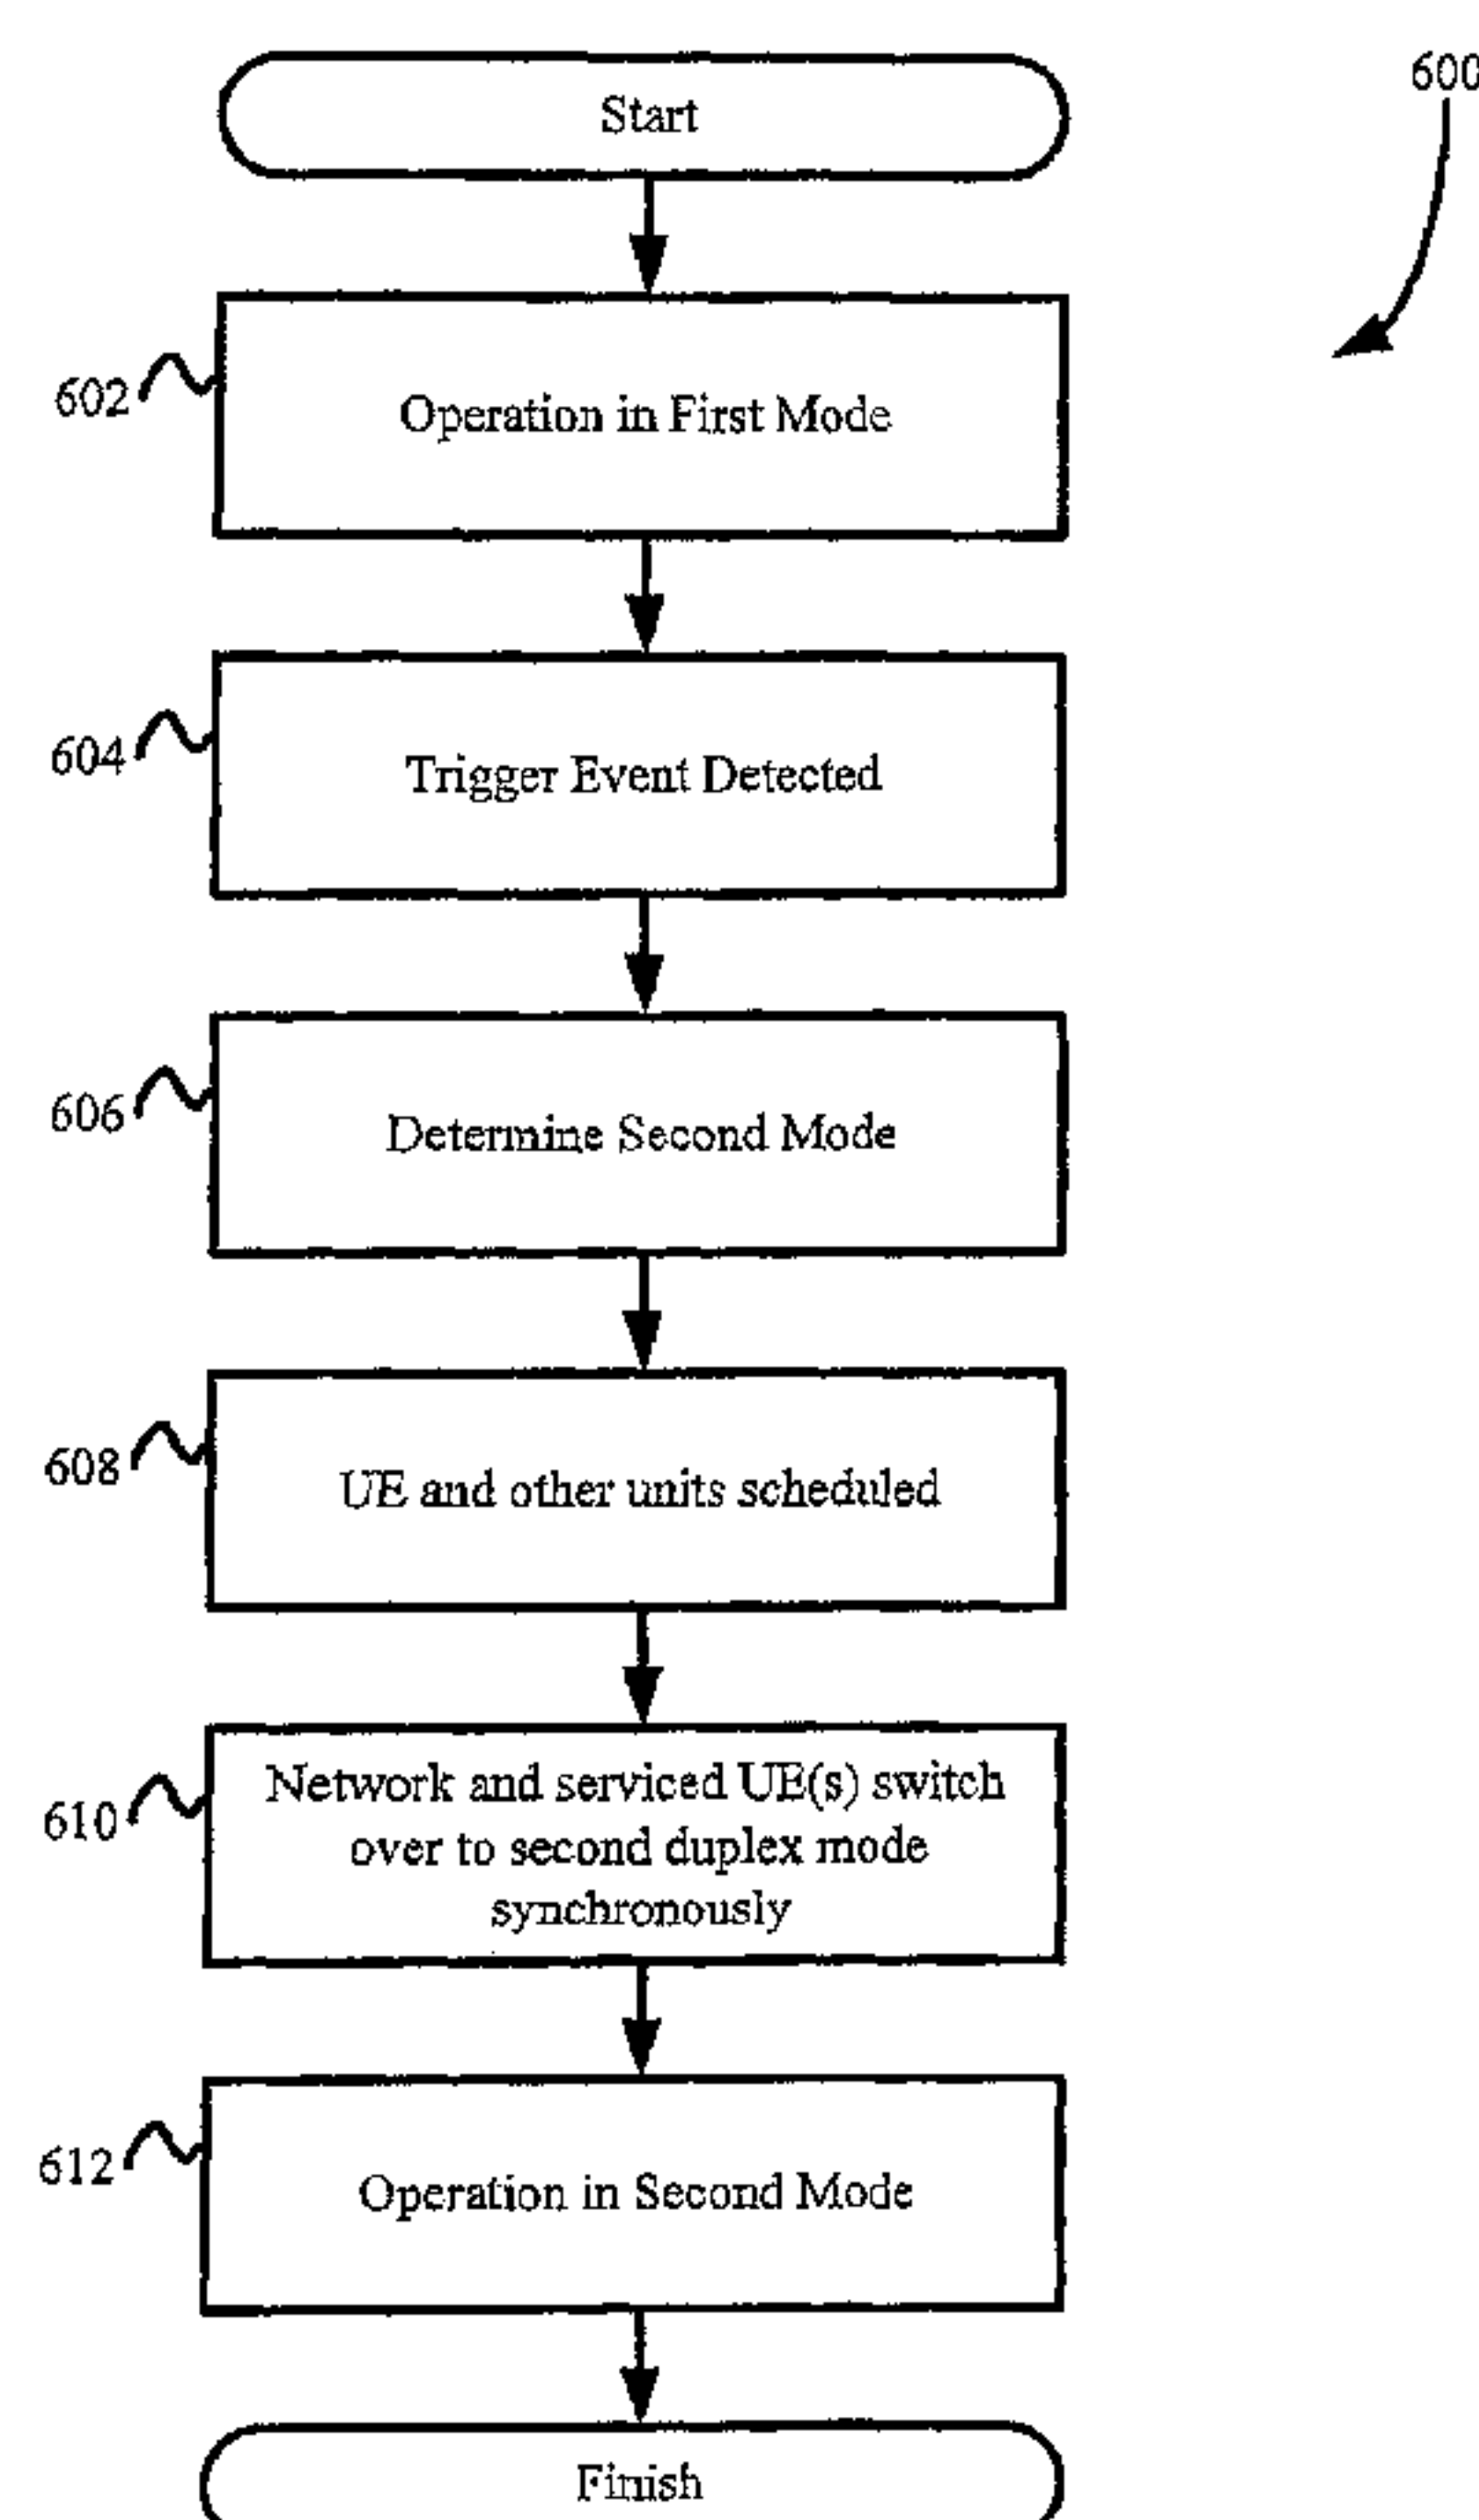 Start
600
602
Operation in First Mode
604
Trigger Event Detected
606
Determine Second Mode
608
UE and other units scheduled
610
Network and serviced UE(s) switch
over to second duplex mode
synchronously
612
Operation in Second Mode
Finish